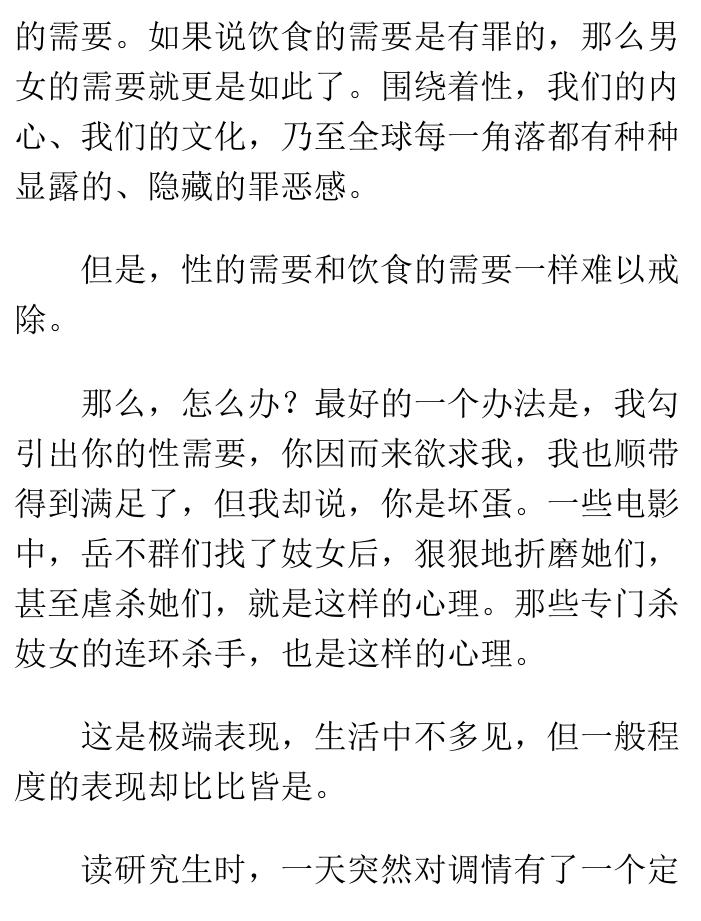 的需要。如果说饮食的需要是有罪的，那么男
女的需要就更是如此了。围绕着性，我们的内
心、我们的文化，乃至全球每一角落都有种种
显露的、隐藏的罪恶感。
但是，性的需要和饮食的需要一样难以戒
除。
那么，怎么办？最好的一个办法是，我勾
引出你的性需要，你因而来欲求我，我也顺带
得到满足了，但我却说，你是坏蛋。一些电影
中，岳不群们找了妓女后，狠狠地折磨她们，
甚至虐杀她们，就是这样的心理。那些专门杀
妓女的连环杀手，也是这样的心理。
这是极端表现，生活中不多见，但一般程
度的表现却比比皆是。
读研究生时，一天突然对调情有了一个定